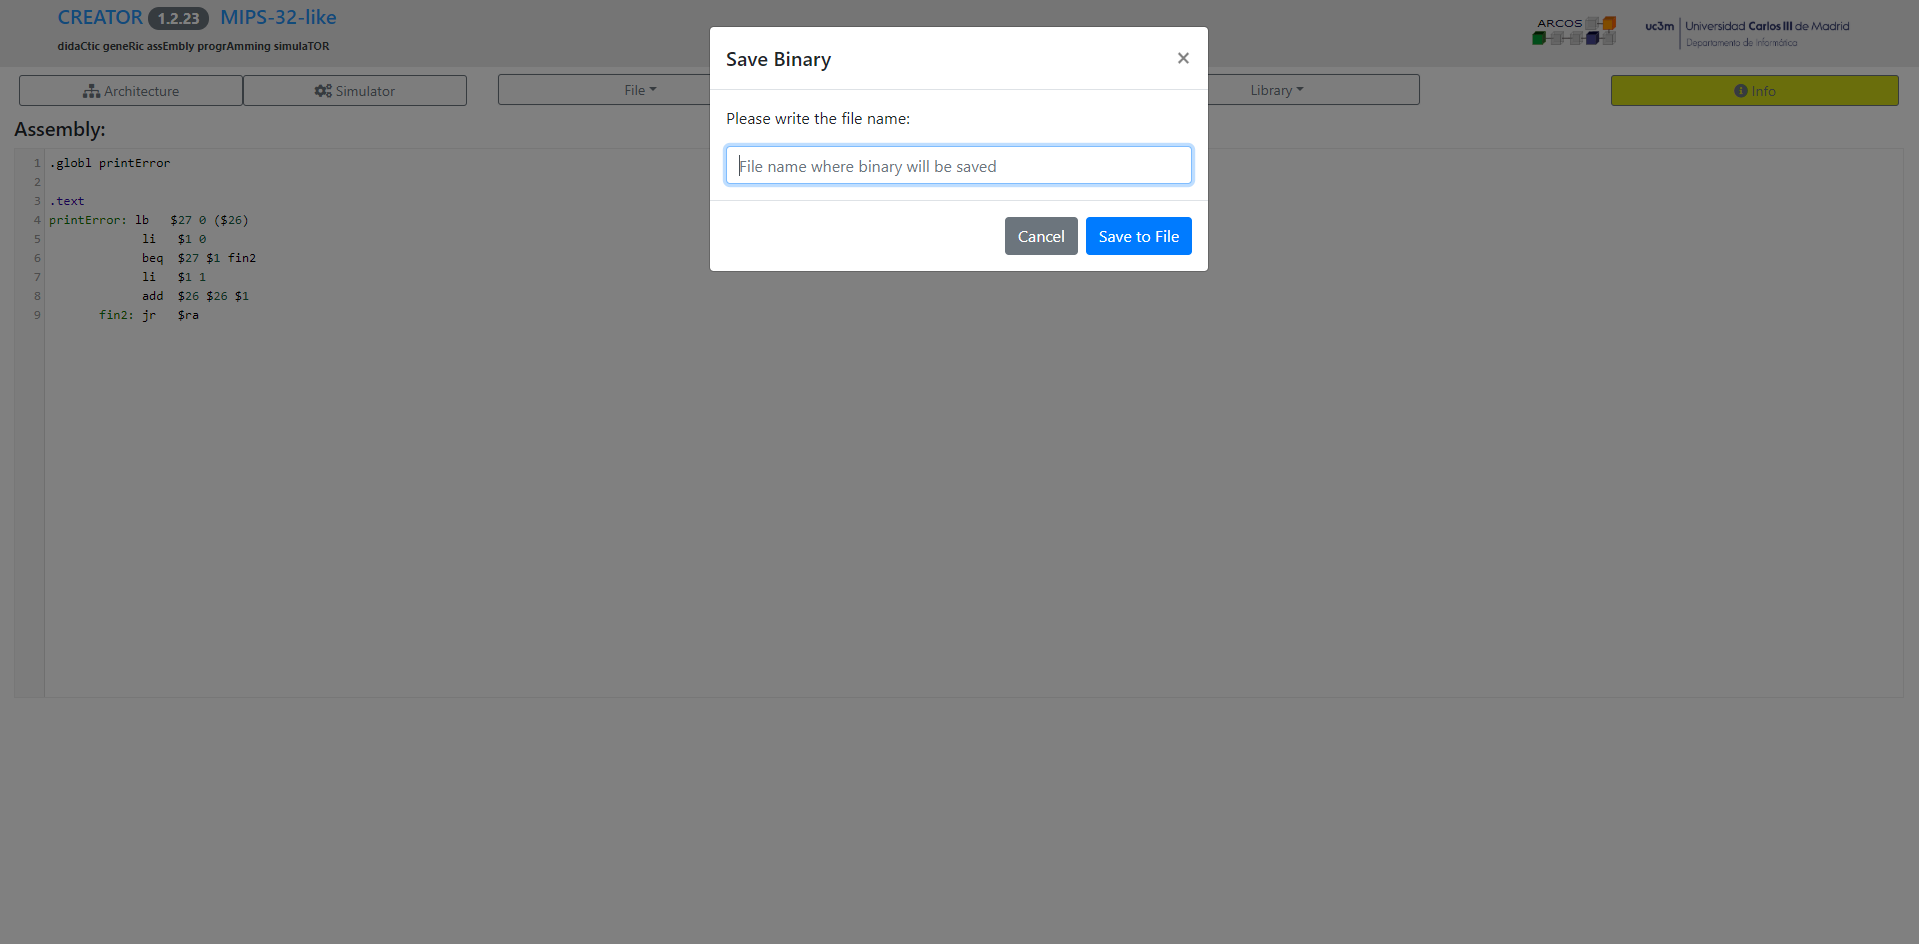 CREATOR 1.2.23 MIPS-32-like
didaCtic geneRic assEmbly progrAmming simulaTOR
ARCOS
uc3m Universidad Carlos III de Madrid
Departamento de Informática
Architecture
Simulator
File
Library
Info
Assembly:
1 .globl printError
2
3 .text
4 printError: lb $27 0 ($26)
5 li $1 0
6 beq $27 $1 fin2
7 li $1 1
8 add $26 $26 $1
9 fin2: jr $ra
Save Binary
×
Please write the file name:
File name where binary will be saved
Cancel
Save to File